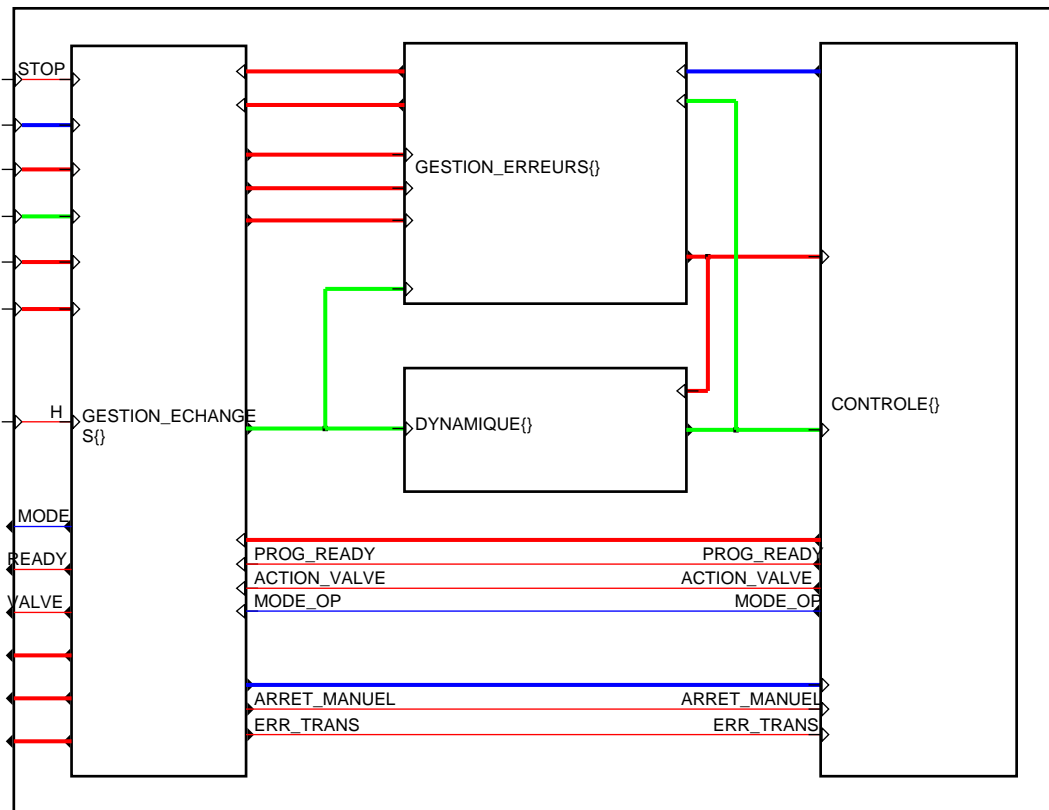 STOP
GESTION_ERREURS{}
H
GESTION_ECHANGE
S{}
DYNAMIQUE{}
CONTROLE{}
MODE
READY
PROG_READY
PROG_READY
ACTION_VALVE
ACTION_VALVE
VALVE
MODE_OP
MODE_OP
ARRET_MANUEL
ARRET_MANUEL
ERR_TRANS
ERR_TRANS